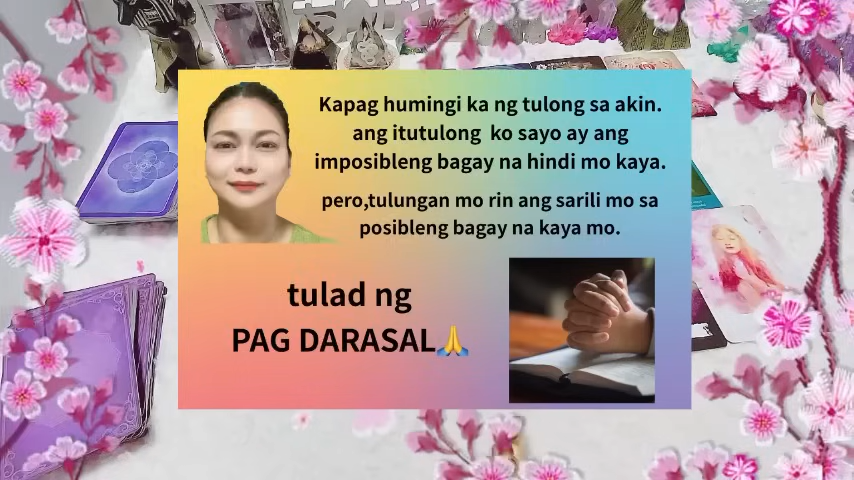 Kapag humingi ka ng tulong sa akin.
ang itutulong ko sayo ay ang
imposibleng bagay na hindi mo kaya.
pero,tulungan mo rin ang sarili mo sa
posibleng bagay na kaya mo.
tulad ng
PAG DARASAL🙏